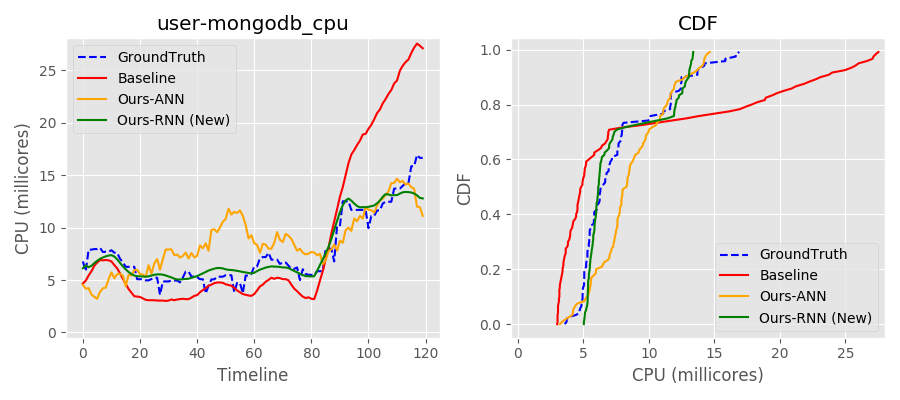 user-mongodb_cpu
CPU (millicores)
25
20
15
10
5
0
GroundTruth
Baseline
Ours-ANN
Ours-RNN (New)
0 20 40 60 80 100 120
Timeline
CDF
CDF
1.0
0.8
0.6
0.4
0.2
0.0
GroundTruth
Baseline
Ours-ANN
Ours-RNN (New)
0 5 10 15 20 25
CPU (millicores)